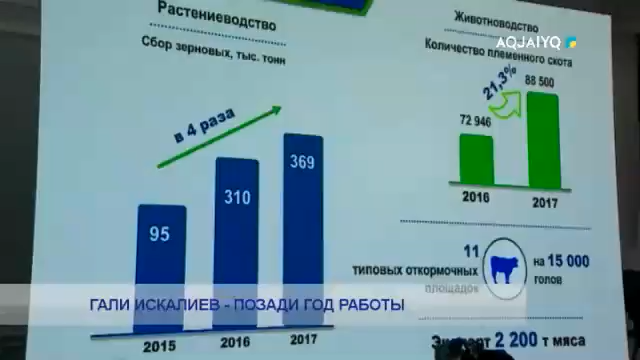 AQJAIYQ
Растениеводство
Сбор зерновых, тыс. тонн
в 4 раза
95
310
369
2015
2016
2017
Животноводство
Количество племенного скота
21,3%
72 946
88 500
2016
2017
11
типовых откормочных
площадок
на 15 000
голов
Экспорт 2 200 т мяса
ГАЛИ ИСКАЛИЕВ - ПОЗАДИ ГОД РАБОТЫ